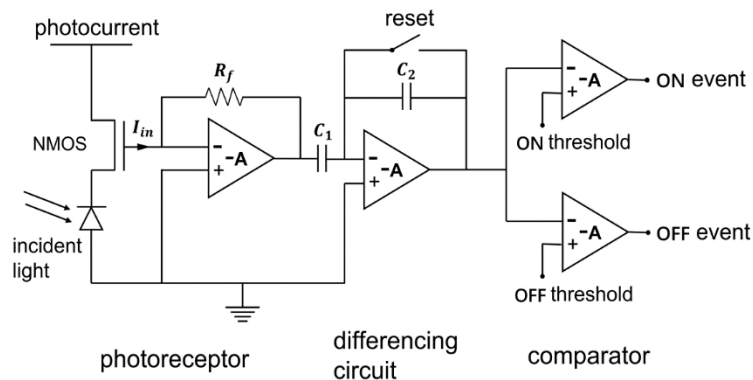 photocurrent
reset
R_f
C_2
NMOS
I_in
C_1
−
-A
+
−
-A
+
−
-A
+
ON event
ON threshold
−
-A
+
OFF event
OFF threshold
incident
light
photoreceptor
differencing
circuit
comparator